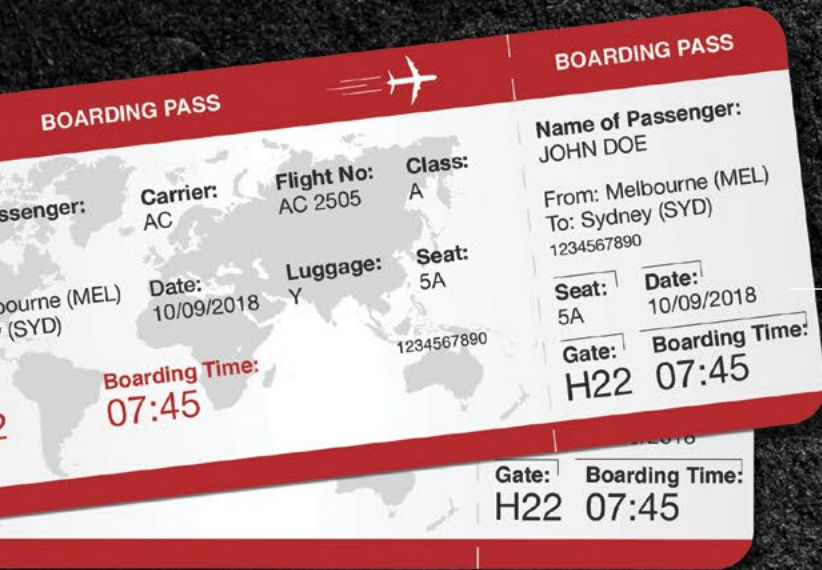 BOARDING PASS
ssenger:
Carrier:
AC
Flight No:
AC 2505
Class:
A
bourne (MEL)
(SYD)
Date:
10/09/2018
Luggage:
Y
Seat:
5A
1234567890
2
Boarding Time:
07:45
BOARDING PASS
Name of Passenger:
JOHN DOE
From: Melbourne (MEL)
To: Sydney (SYD)
1234567890
Seat:
5A
Date:
10/09/2018
Gate:
H22
Boarding Time:
07:45
Gate:
H22
Boarding Time:
07:45